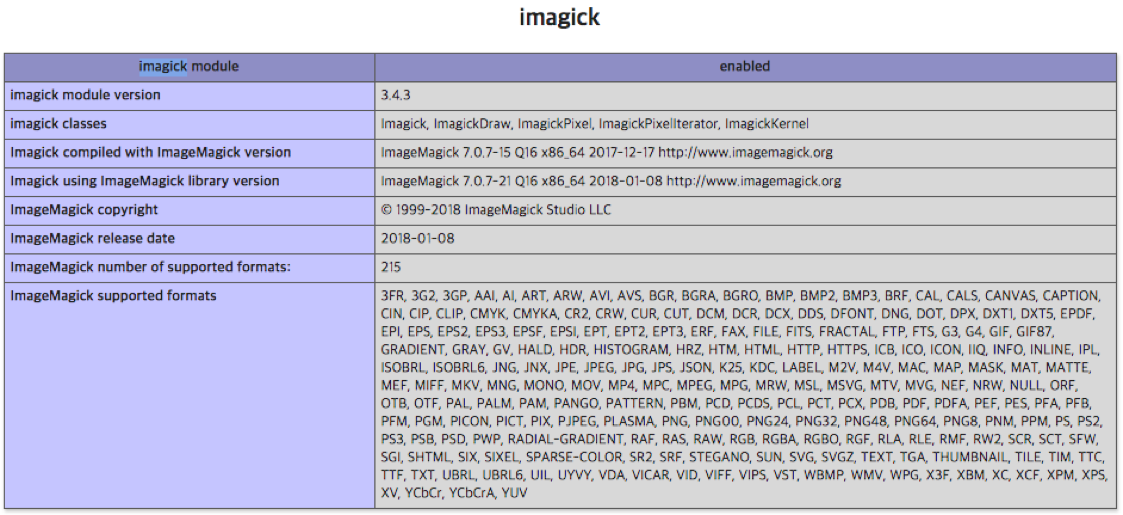 imagick
imagick module enabled
imagick module version 3.4.3
imagick classes Imagick, ImagickDraw, ImagickPixel, ImagickPixelIterator, ImagickKernel
Imagick compiled with ImageMagick version ImageMagick 7.0.7-15 Q16 x86_64 2017-12-17 http://www.imagemagick.org
Imagick using ImageMagick library version ImageMagick 7.0.7-21 Q16 x86_64 2018-01-08 http://www.imagemagick.org
ImageMagick copyright © 1999-2018 ImageMagick Studio LLC
ImageMagick release date 2018-01-08
ImageMagick number of supported formats: 215
ImageMagick supported formats 3FR, 3G2, 3GP, AAI, AI, ART, ARW, AVI, AVS, BGR, BGRA, BGRO, BMP, BMP2, BMP3, BRF, CAL, CALS, CANVAS, CAPTION,
CIN, CIP, CLIP, CMYK, CMYKA, CR2, CRW, CUR, CUT, DCM, DCR, DCX, DDS, DFONT, DNG, DOT, DPX, DXT1, DXT5, EPDF,
EPI, EPS, EPS2, EPS3, EPSF, EPSI, EPT, EPT2, EPT3, ERF, FAX, FILE, FITS, FRACTAL, FTP, FTS, G3, G4, GIF, GIF87,
GRADIENT, GRAY, GV, HALD, HDR, HISTOGRAM, HRZ, HTM, HTML, HTTP, HTTPS, ICB, ICO, ICON, IIQ, INFO, INLINE, IPL,
ISOBRL, ISOBRL6, JNG, JNX, JPE, JPEG, JPG, JPS, JSON, K25, KDC, LABEL, M2V, M4V, MAC, MAP, MASK, MAT, MATTE,
MEF, MIFF, MKV, MNG, MONO, MOV, MP4, MPC, MPEG, MPG, MRW, MSL, MSVG, MTV, MVG, NEF, NRW, NULL, ORF,
OTB, OTF, PAL, PALM, PAM, PANGO, PATTERN, PBM, PCD, PCDS, PCL, PCT, PCX, PDB, PDF, PDFA, PEF, PES, PFA, PFB,
PFM, PGM, PICON, PICT, PIX, PJPEG, PLASMA, PNG, PNG00, PNG24, PNG32, PNG48, PNG64, PNG8, PNM, PPM, PS, PS2,
PS3, PSB, PSD, PWP, RADIAL-GRADIENT, RAF, RAS, RAW, RGB, RGBA, RGBO, RGF, RLA, RLE, RMF, RW2, SCR, SCT, SFW,
SGI, SHTML, SIX, SIXEL, SPARSE-COLOR, SR2, SRF, STEGANO, SUN, SVG, SVGZ, TEXT, TGA, THUMBNAIL, TILE, TIM, TTC,
TTF, TXT, UBRL, UBRL6, UIL, UYVY, VDA, VICAR, VID, VIFF, VIPS, VST, WBMP, WMV, WPG, X3F, XBM, XC, XCF, XPM, XPS,
XV, YCbCr, YCbCrA, YUV